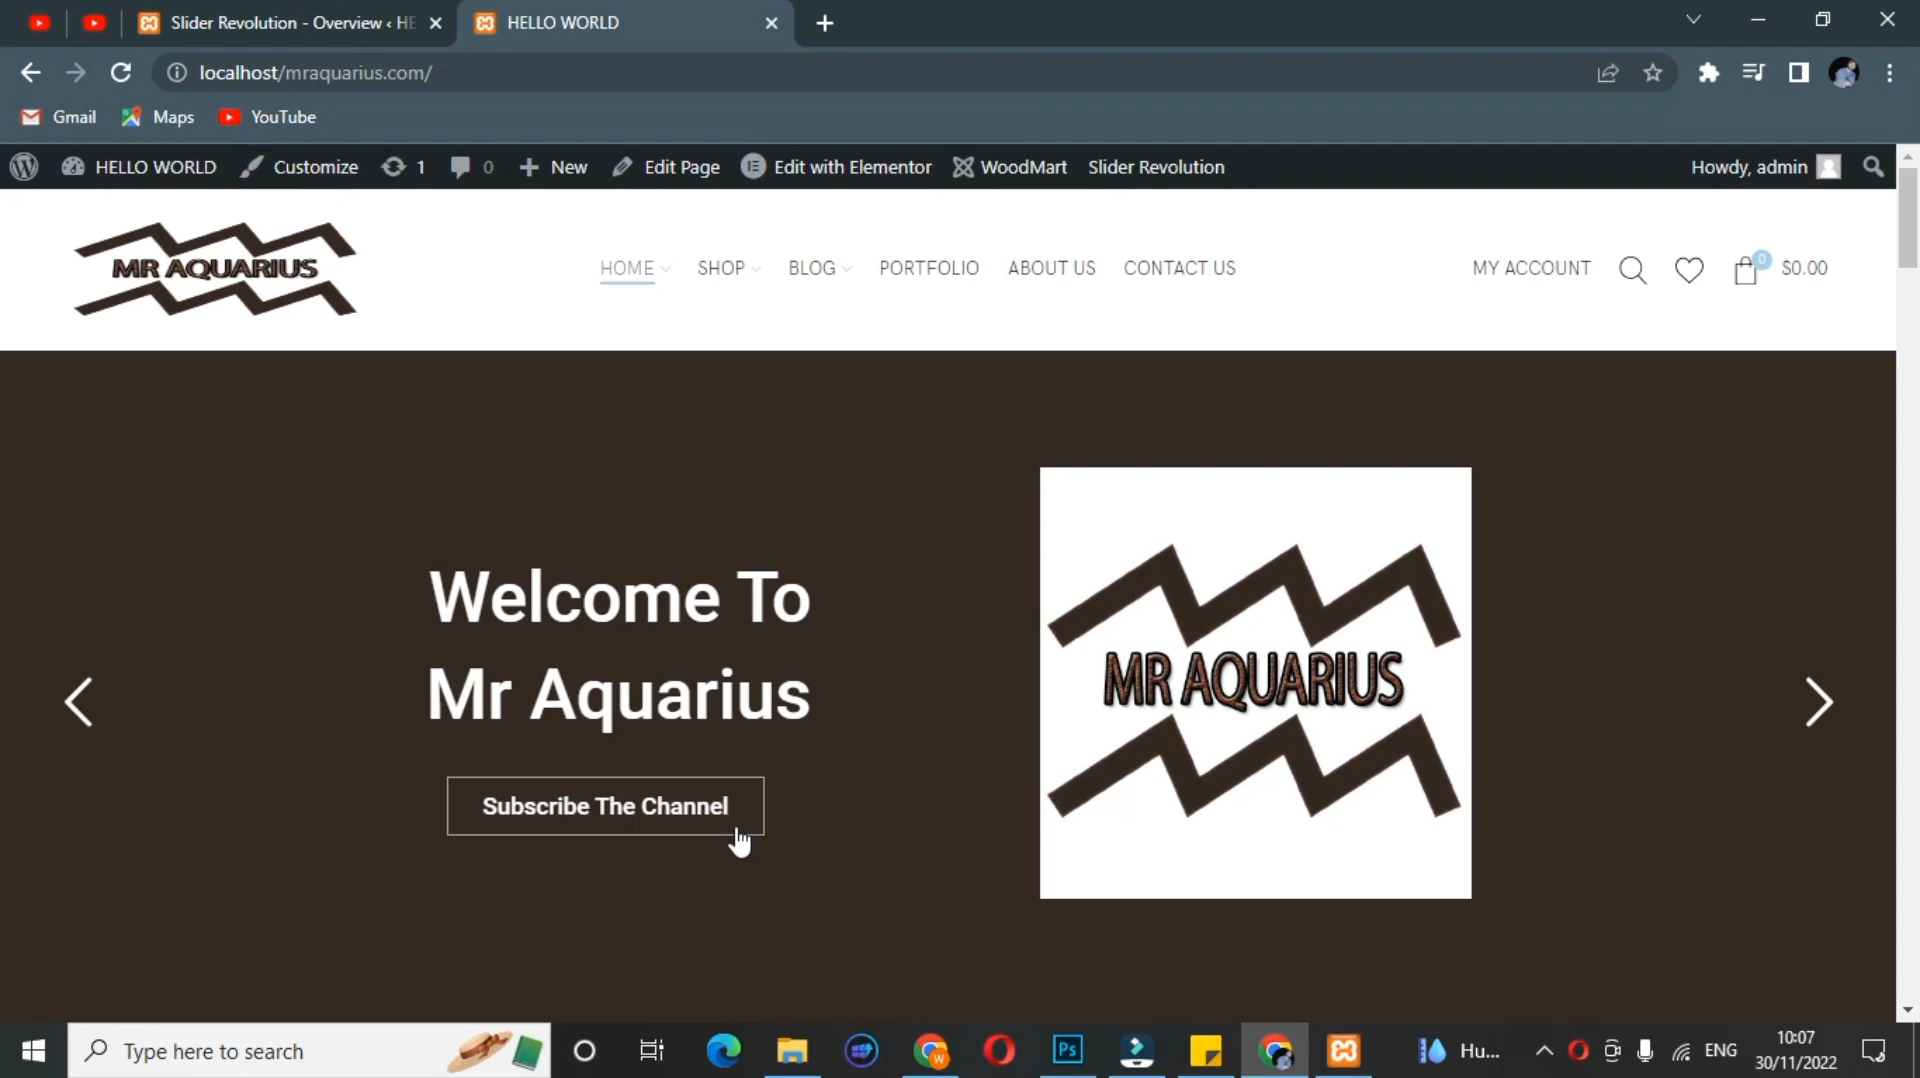 Slider Revolution - Overview ‹ HE
HELLO WORLD
localhost/mraquarius.com/
Gmail
Maps
YouTube
HELLO WORLD
Customize
1
0
New
Edit Page
Edit with Elementor
WoodMart
Slider Revolution
Howdy, admin
MR AQUARIUS
HOME
SHOP
BLOG
PORTFOLIO
ABOUT US
CONTACT US
MY ACCOUNT
0
$0.00
Welcome To
Mr Aquarius
Subscribe The Channel
MR AQUARIUS
Type here to search
Ps
Hu...
ENG
10:07
30/11/2022